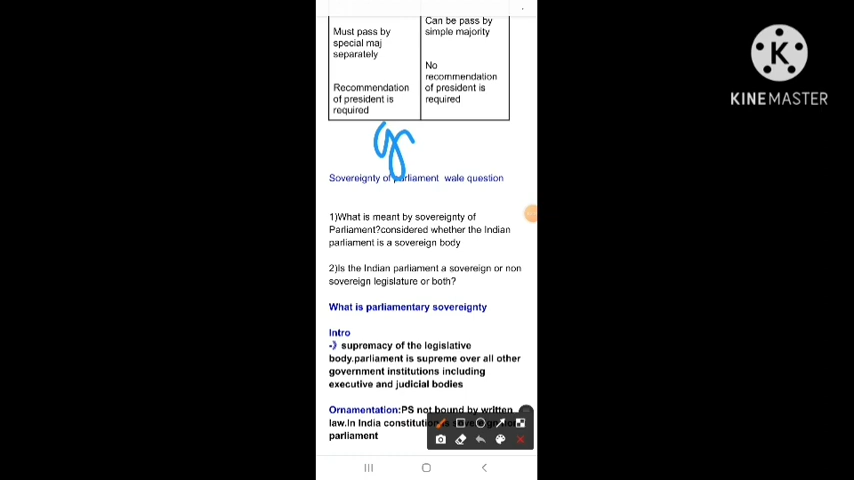 Must pass by
special maj
separately
Recommendation
of president is
required
Can be pass by
simple majority
No
recommendation
of president is
required
Sovereignty of parliament wale question
1)What is meant by sovereignty of
Parliament?considered whether the Indian
parliament is a sovereign body
2)Is the Indian parliament a sovereign or non
sovereign legislature or both?
What is parliamentary sovereignty
Intro
-) supremacy of the legislative
body.parliament is supreme over all other
government institutions including
executive and judicial bodies
Ornamentation:PS not bound by written
law.In India constitution
parliament
K
KINEMASTER